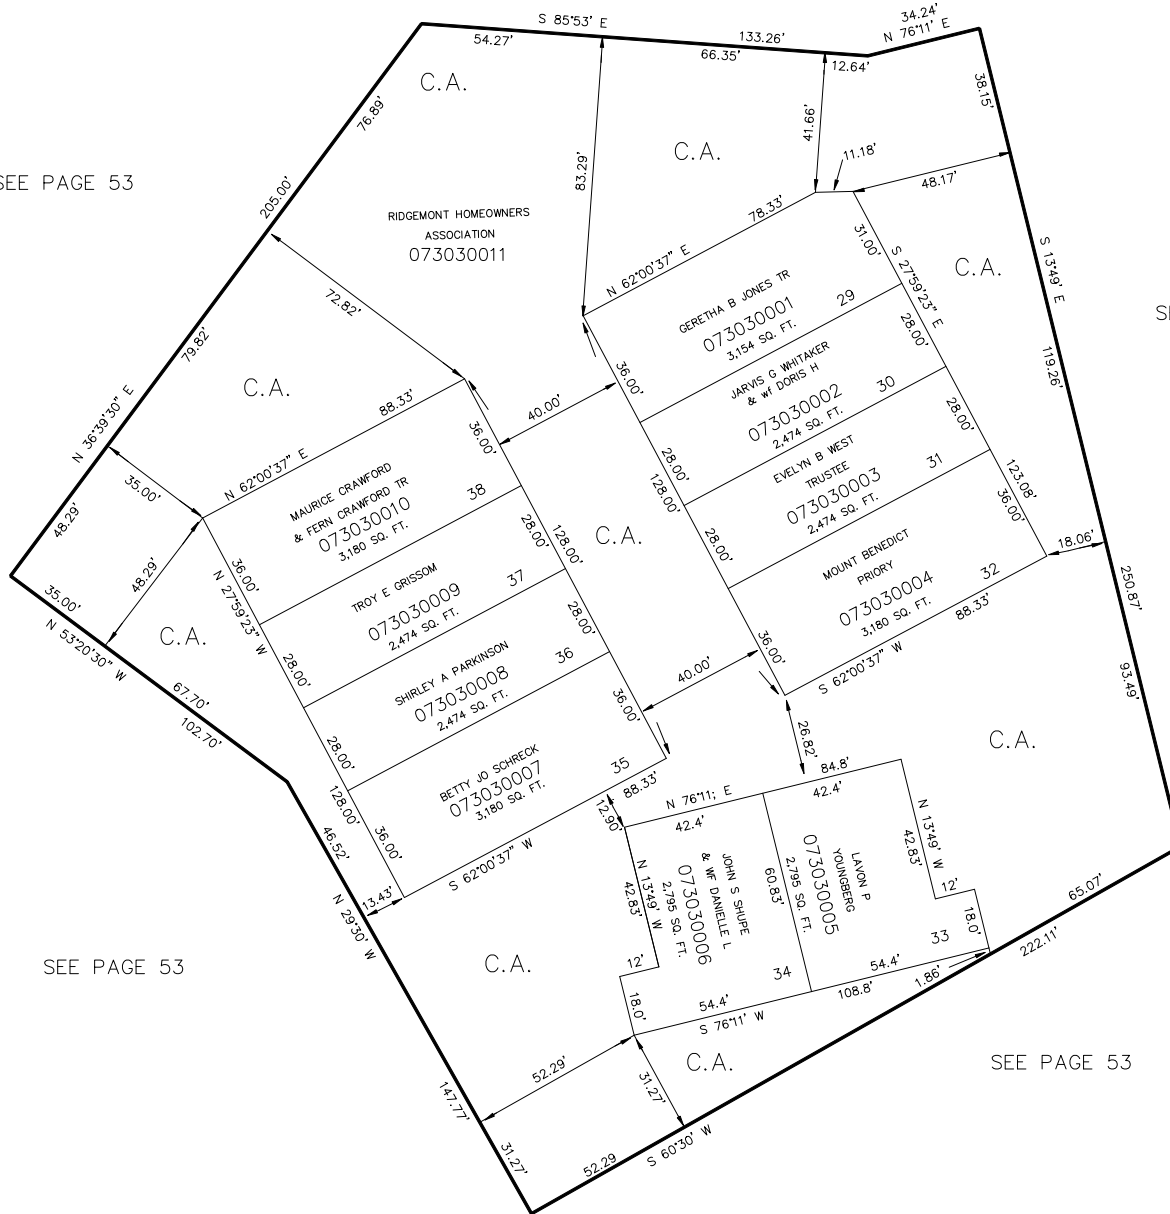 S 85°53' E
54.27'
133.26'
66.35'
12.64'
34.24'
N 76°11' E
38.15'
C.A.
76.89'
SEE PAGE 53
205.00'
83.29'
41.66'
C.A.
11.18'
48.17'
RIDGEMONT HOMEOWNERS
ASSOCIATION
073030011
78.33'
N 62°00'37" E
31.00'
S 27°59'23" E
C.A.
S 13°49' E
72.82'
79.82'
GERETHA B JONES TR
073030001
3,154 SQ. FT.
29
28.00'
119.26'
36.00'
40.00'
JARVIS G WHITAKER
& wf DORIS H
073030002
2,474 SQ. FT.
30
28.00'
C.A.
88.33'
N 62°00'37" E
36.00'
N 36°39'30" E
35.00'
48.29'
28.00'
128.00'
EVELYN B WEST
TRUSTEE
073030003
2,474 SQ. FT.
31
123.08'
36.00'
MAURICE CRAWFORD
& FERN CRAWFORD TR
073030010
3,180 SQ. FT.
38
28.00'
128.00'
C.A.
28.00'
MOUNT BENEDICT
PRIORY
073030004
3,180 SQ. FT.
32
88.33'
S 62°00'37" W
18.06'
250.87'
48.29'
36.00'
N 27°59'23" W
35.00'
N 53°20'30" W
C.A.
TROY E GRISSOM
073030009
2,474 SQ. FT.
37
28.00'
28.00'
36.00'
40.00'
93.49'
67.70'
102.70'
SHIRLEY A PARKINSON
073030008
2,474 SQ. FT.
36
36.00'
28.00'
128.00'
26.82'
C.A.
BETTY JO SCHRECK
073030007
3,180 SQ. FT.
35
88.33'
S 62°00'37" W
36.00'
12.90'
N 76°11; E
84.8'
42.4'
42.4'
46.52'
13.43'
N 29°30' W
N 13°49' W
42.83'
JOHN S SHUPE
& WF DANIELLE L
073030006
2,795 SQ. FT.
34
60.83'
LAVON P
YOUNGBERG
073030005
2,795 SQ. FT.
33
N 13°49' W
42.83'
12'
18.0'
65.07'
222.11'
SEE PAGE 53
C.A.
12'
18.0'
54.4'
54.4'
108.8'
1.86'
S 76°11' W
C.A.
SEE PAGE 53
52.29'
31.27'
147.77'
31.27'
52.29
S 60°30' W